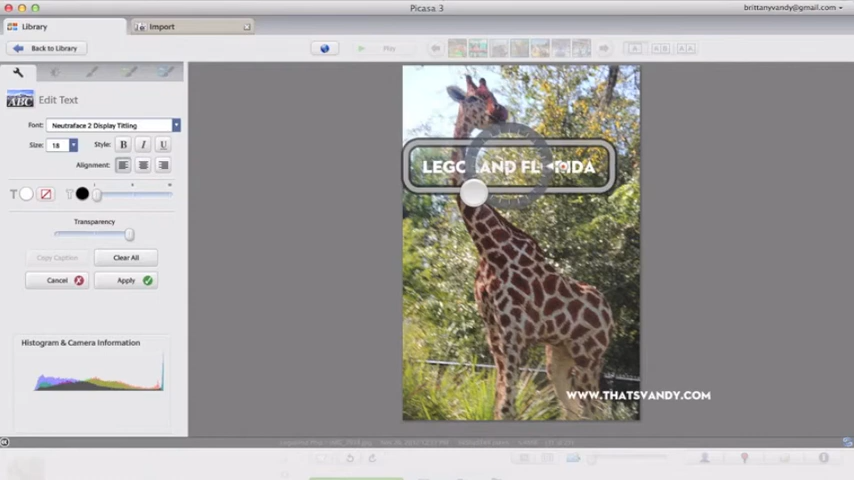 Picasa 3
brittanyvandy@gmail.com
Library
Import
Back to Library
Play
Edit Text
Font: Neutraface 2 Display Titling
Size: 18 Style: B I U
Alignment:
Transparency
Copy Caption Clear All
Cancel Apply
Histogram & Camera Information
WWW.THATSVANDY.COM